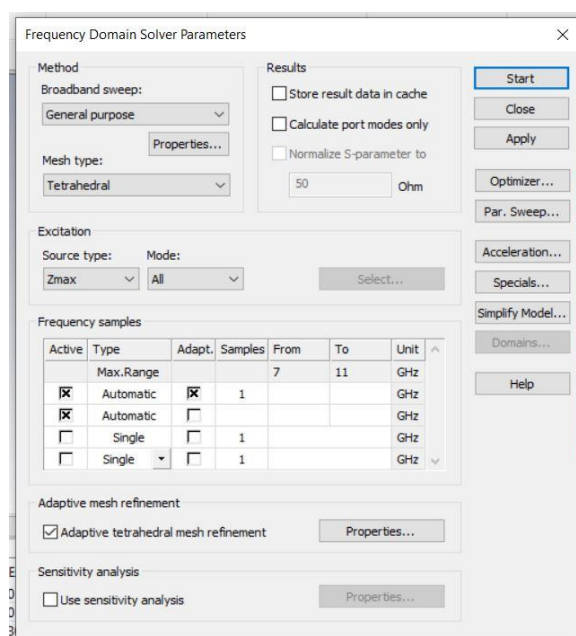 Frequency Domain Solver Parameters
Method
Broadband sweep:
General purpose
Properties...
Mesh type:
Tetrahedral
Results
Store result data in cache
Calculate port modes only
Normalize S-parameter to
50 Ohm
Start
Close
Apply
Optimizer...
Par. Sweep...
Acceleration...
Specials...
Simplify Model...
Domains...
Help
Excitation
Source type: Mode:
Zmax All Select...
Frequency samples
Active Type Adapt. Samples From To Unit
Max.Range 7 11 GHz
Automatic 1 GHz
Automatic GHz
Single 1 GHz
Single 1 GHz
Adaptive mesh refinement
Adaptive tetrahedral mesh refinement Properties...
Sensitivity analysis
Use sensitivity analysis Properties...